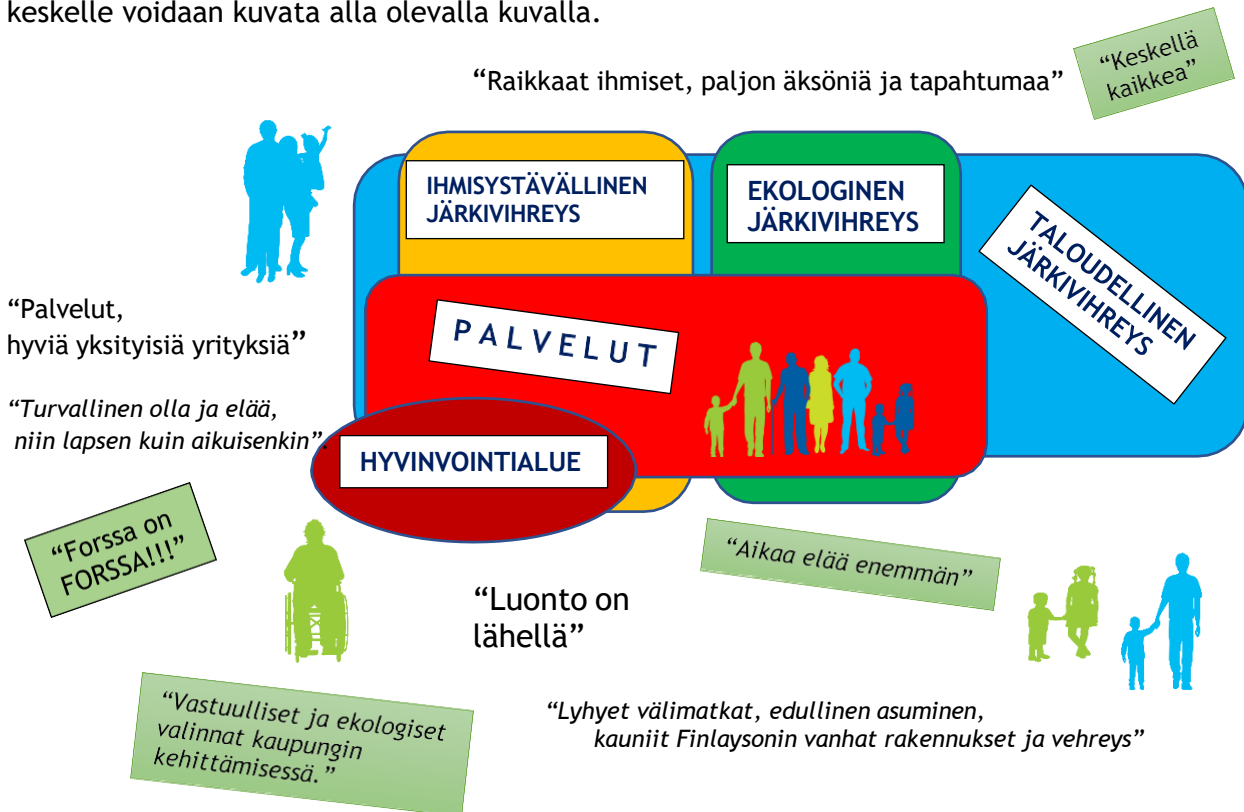 keskelle voidaan kuvata alla olevalla kuvalla.
“Keskellä
kaikkea”
“Raikkaat ihmiset, paljon äksöniä ja tapahtumaa”
IHMISYSTÄVÄLLINEN
JÄRKIVIHREYS
EKOLOGINEN
JÄRKIVIHREYS
TALOUDELLINEN
JÄRKIVIHREYS
“Palvelut,
hyviä yksityisiä yrityksiä”
P A L V E L U T
“Turvallinen olla ja elää,
niin lapsen kuin aikuisenkin”.
HYVINVOINTIALUE
“Forssa on
FORSSA!!!”
“Aikaa elää enemmän”
“Luonto on
lähellä”
“Vastuulliset ja ekologiset
valinnat kaupungin
kehittämisessä.”
“Lyhyet välimatkat, edullinen asuminen,
kauniit Finlaysonin vanhat rakennukset ja vehreys”